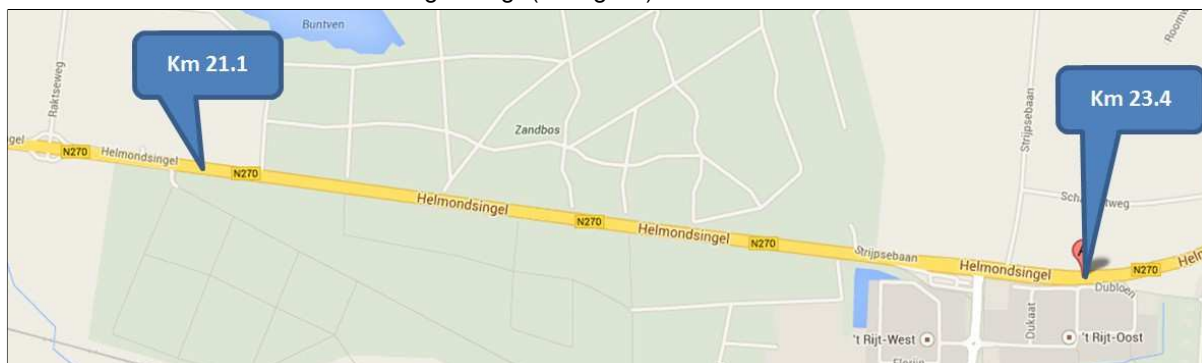 Buntven
Km 21.1
Km 23.4
Raktseweg
Strijpsebaan
Zandbos
N270
Helmondsingel
N270
Helmondsingel
N270
Helmondsingel
N270
Strijpsebaan
Helmondsingel
N270
Dubloen
Dukaat
't Rijt-West
't Rijt-Oost